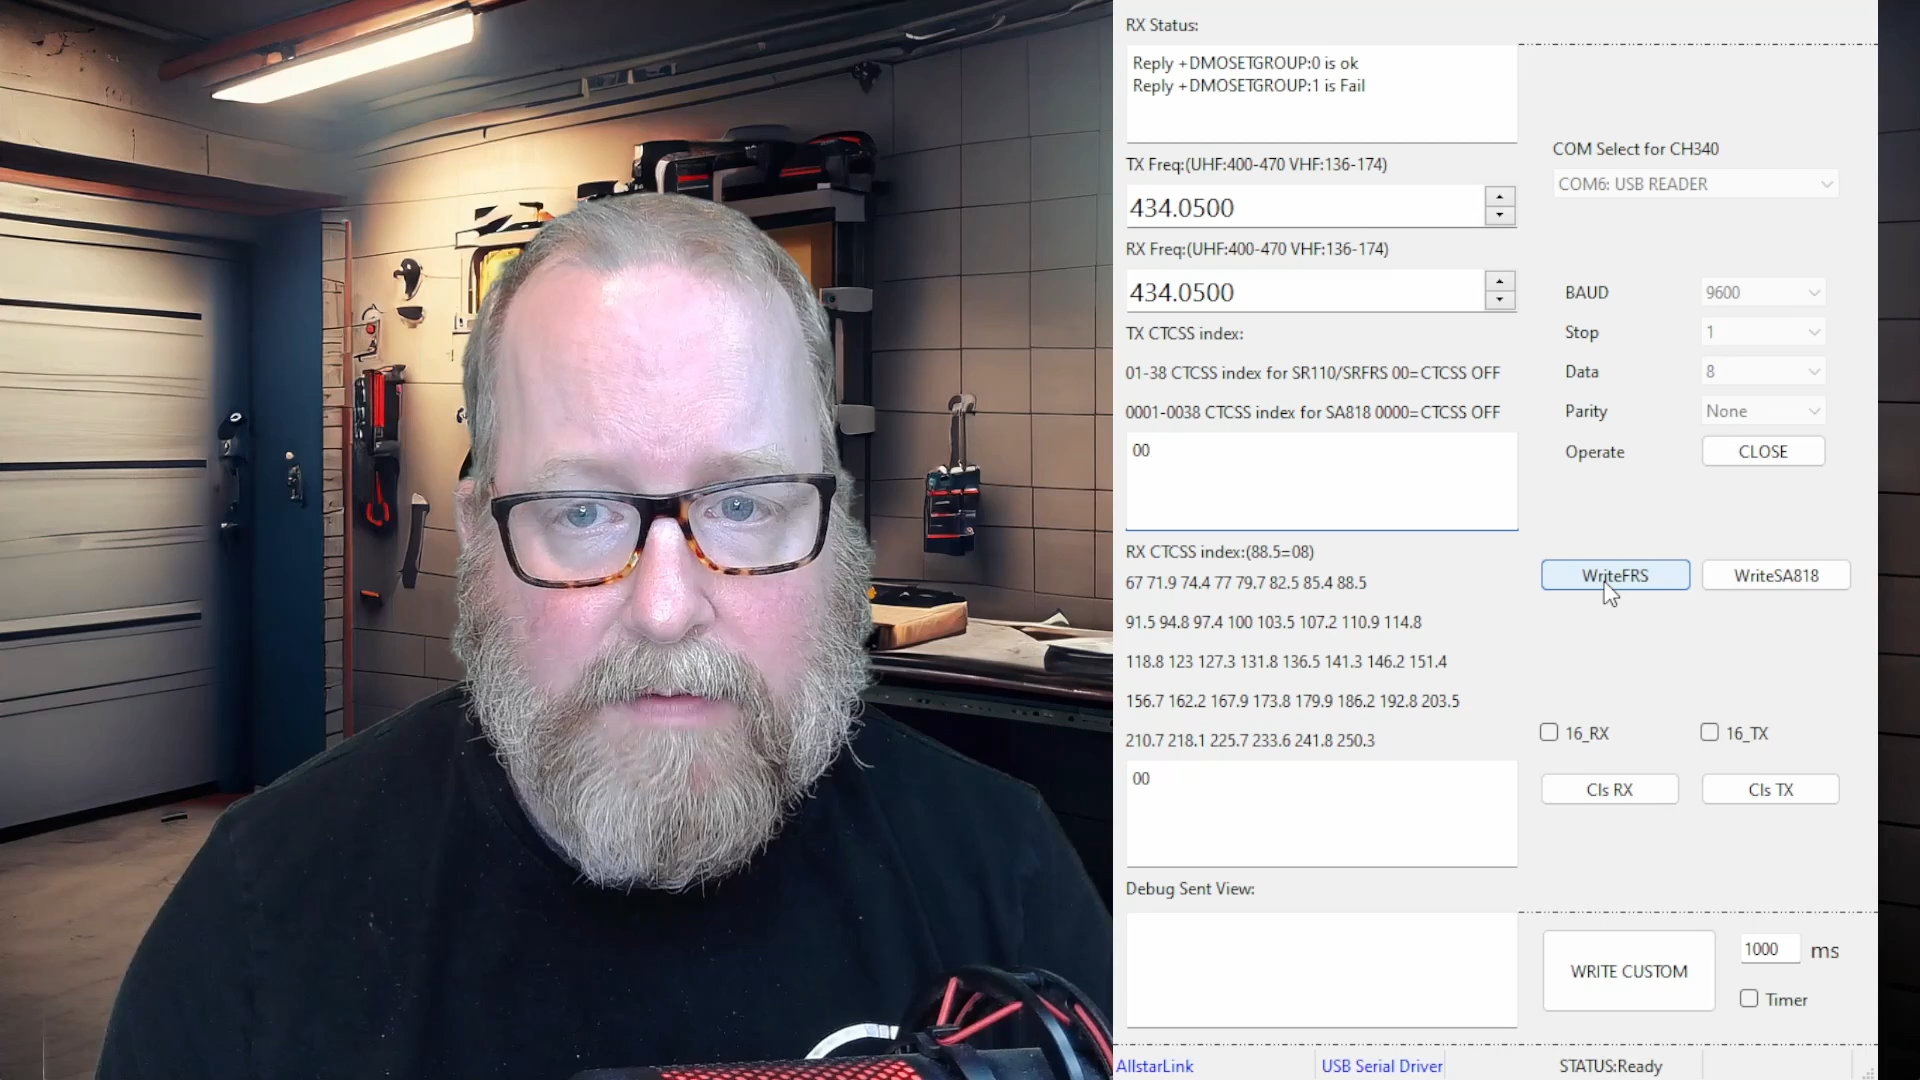 RX Status:
Reply +DMOSETGROUP:0 is ok
Reply +DMOSETGROUP:1 is Fail
TX Freq:(UHF:400-470 VHF:136-174)
434.0500
RX Freq:(UHF:400-470 VHF:136-174)
434.0500
TX CTCSS index:
01-38 CTCSS index for SR110/SRFRS 00=CTCSS OFF
0001-0038 CTCSS index for SA818 0000=CTCSS OFF
00
RX CTCSS index:(88.5=08)
67 71.9 74.4 77 79.7 82.5 85.4 88.5
91.5 94.8 97.4 100 103.5 107.2 110.9 114.8
118.8 123 127.3 131.8 136.5 141.3 146.2 151.4
156.7 162.2 167.9 173.8 179.9 186.2 192.8 203.5
210.7 218.1 225.7 233.6 241.8 250.3
00
Debug Sent View:
COM Select for CH340
COM6: USB READER
BAUD 9600
Stop 1
Data 8
Parity None
Operate CLOSE
WriteFRS WriteSA818
16_RX 16_TX
Cls RX Cls TX
WRITE CUSTOM 1000 ms
Timer
AllstarLink USB Serial Driver STATUS:Ready